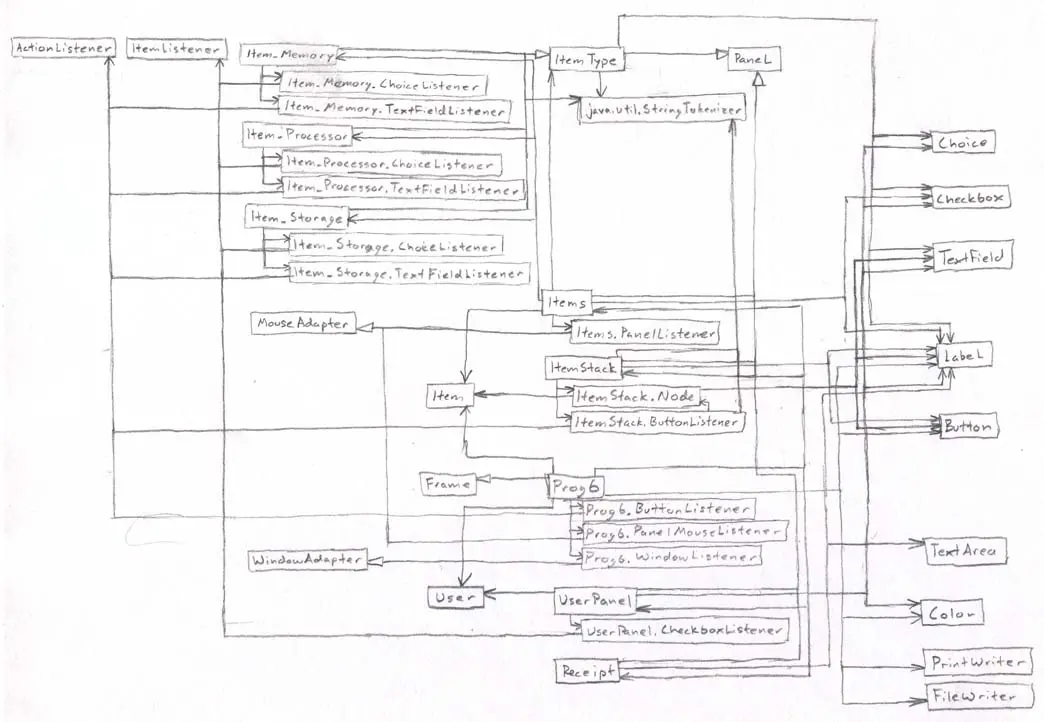 ActionListener
ItemListener
Item_Memory
Item_Memory.ChoiceListener
Item_Memory.TextFieldListener
Item_Processor
Item_Processor.ChoiceListener
Item_Processor.TextFieldListener
Item_Storage
Item_Storage.ChoiceListener
Item_Storage.TextFieldListener
ItemType
Panel
java.util.StringTokenizer
Choice
Checkbox
TextField
Label
Button
Items
MouseAdapter
Items.PanelListener
ItemStack
Item
ItemStack.Node
ItemStack.ButtonListener
Frame
Prog6
Prog6.ButtonListener
Prog6.PanelMouseListener
WindowAdapter
Prog6.WindowListener
User
UserPanel
UserPanel.CheckboxListener
Receipt
TextArea
Color
PrintWriter
FileWriter